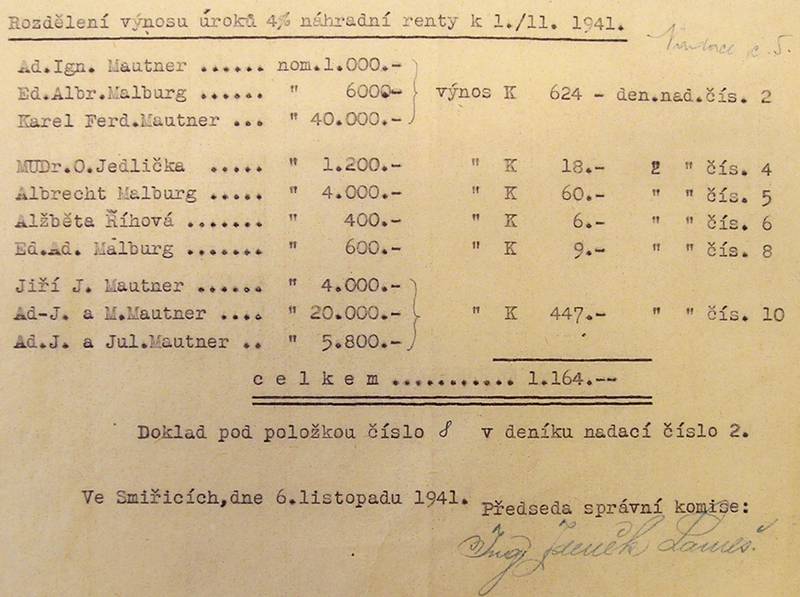 Rozdělení výnosu úroků 4% náhradní renty k 1./11. 1941.
č. 5.
Ad.Ign. Mautner ...... nom.1.000.-
Ed.Albr.Malburg ...... " 6000.- výnos K 624 - den.nad.čís. 2
Karel Ferd.Mautner ... " 40.000.-
MUDr.O.Jedlička ..... " 1.200.- " K 18.- " " čís. 4
Albrecht Malburg ..... " 4.000.- " K 60.- " " čís. 5
Alžběta Říhová ....... " 400.- " K 6.- " " čís. 6
Ed.Ad. Malburg ....... " 600.- " K 9.- " " čís. 8
Jiří J. Mautner ...... " 4.000.-
Ad-J. a M.Mautner .... " 20.000.- " K 447.- " " čís. 10
Ad.J. a Jul.Mautner .. " 5.800.-
c e l k e m ........... 1.164.--
Doklad pod položkou číslo 8 v deníku nadací číslo 2.
Ve Smiřicích,dne 6.listopadu 1941.
Předseda správní komise:
Ing Zdeněk Lameš.